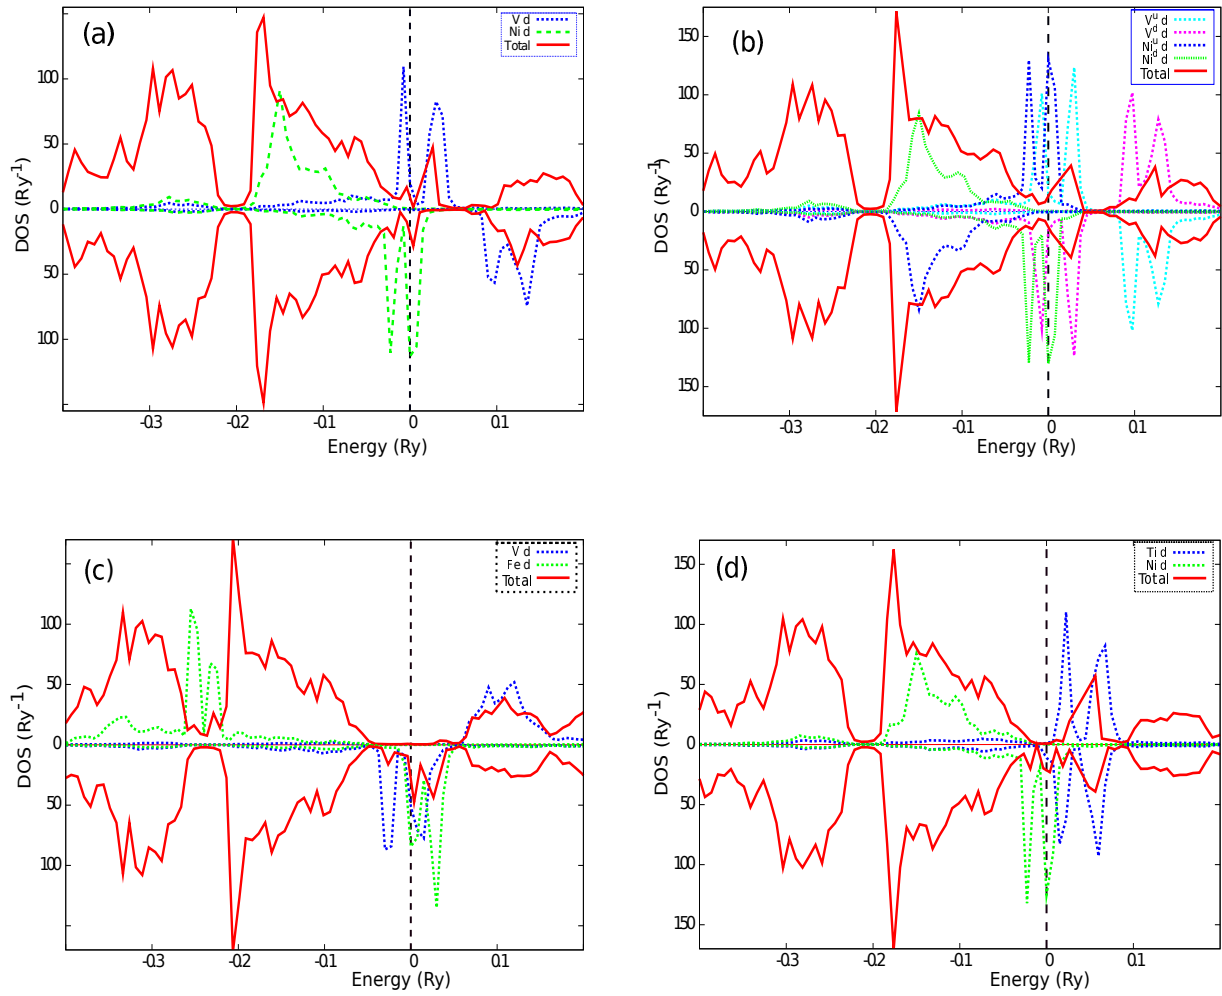 (a)
V d
Ni d
Total
100
50
0
50
100
DOS (Ry-1)
-0.3 -0.2 -0.1 0 0.1
Energy (Ry)
(b)
Vu d
Vd d
Niu d
Nid d
Total
150
100
50
0
50
100
150
DOS (Ry-1)
-0.3 -0.2 -0.1 0 0.1
Energy (Ry)
(c)
V d
Fe d
Total
100
50
0
50
100
DOS (Ry-1)
-0.3 -0.2 -0.1 0 0.1
Energy (Ry)
(d)
Ti d
Ni d
Total
150
100
50
0
50
100
150
DOS (Ry-1)
-0.3 -0.2 -0.1 0 0.1
Energy (Ry)